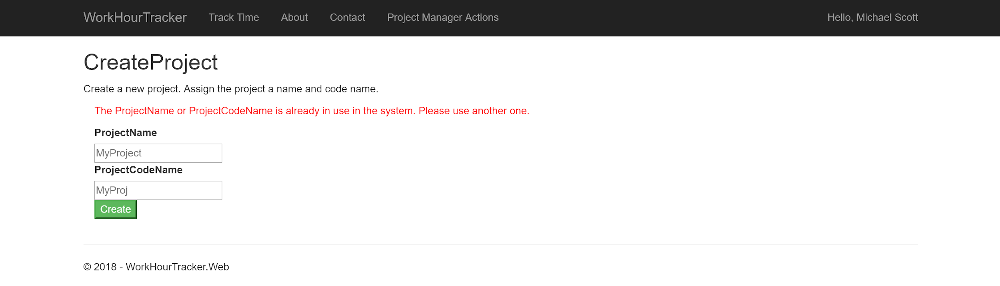 WorkHourTracker Track Time About Contact Project Manager Actions Hello, Michael Scott
CreateProject
Create a new project. Assign the project a name and code name.
The ProjectName or ProjectCodeName is already in use in the system. Please use another one.
ProjectName
MyProject
ProjectCodeName
MyProj
Create
© 2018 - WorkHourTracker.Web